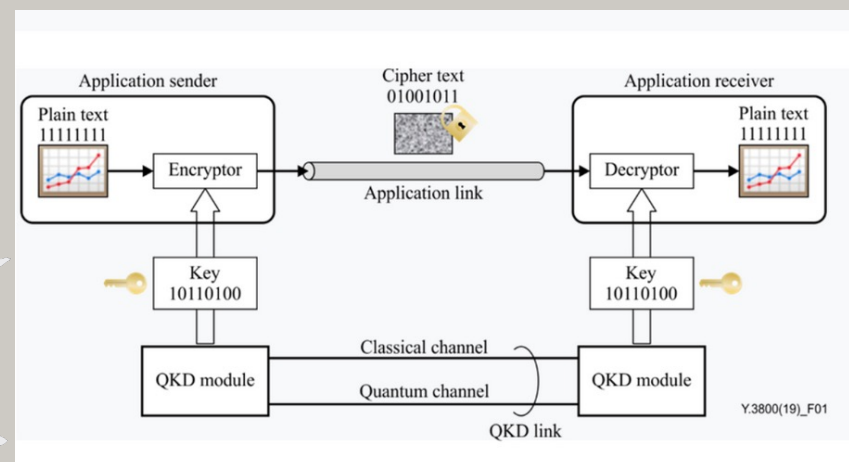 Application sender
Cipher text
01001011
Application receiver
Plain text
11111111
Plain text
11111111
Encryptor
Decryptor
Application link
Key
10110100
Key
10110100
Classical channel
QKD module
QKD module
Quantum channel
Y.3800(19)_F01
QKD link